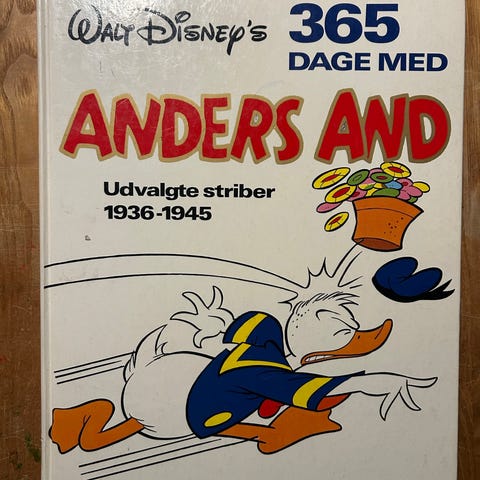 WALT DISNEY'S
365
DAGE MED
ANDERS AND
Udvalgte striber
1936-1945